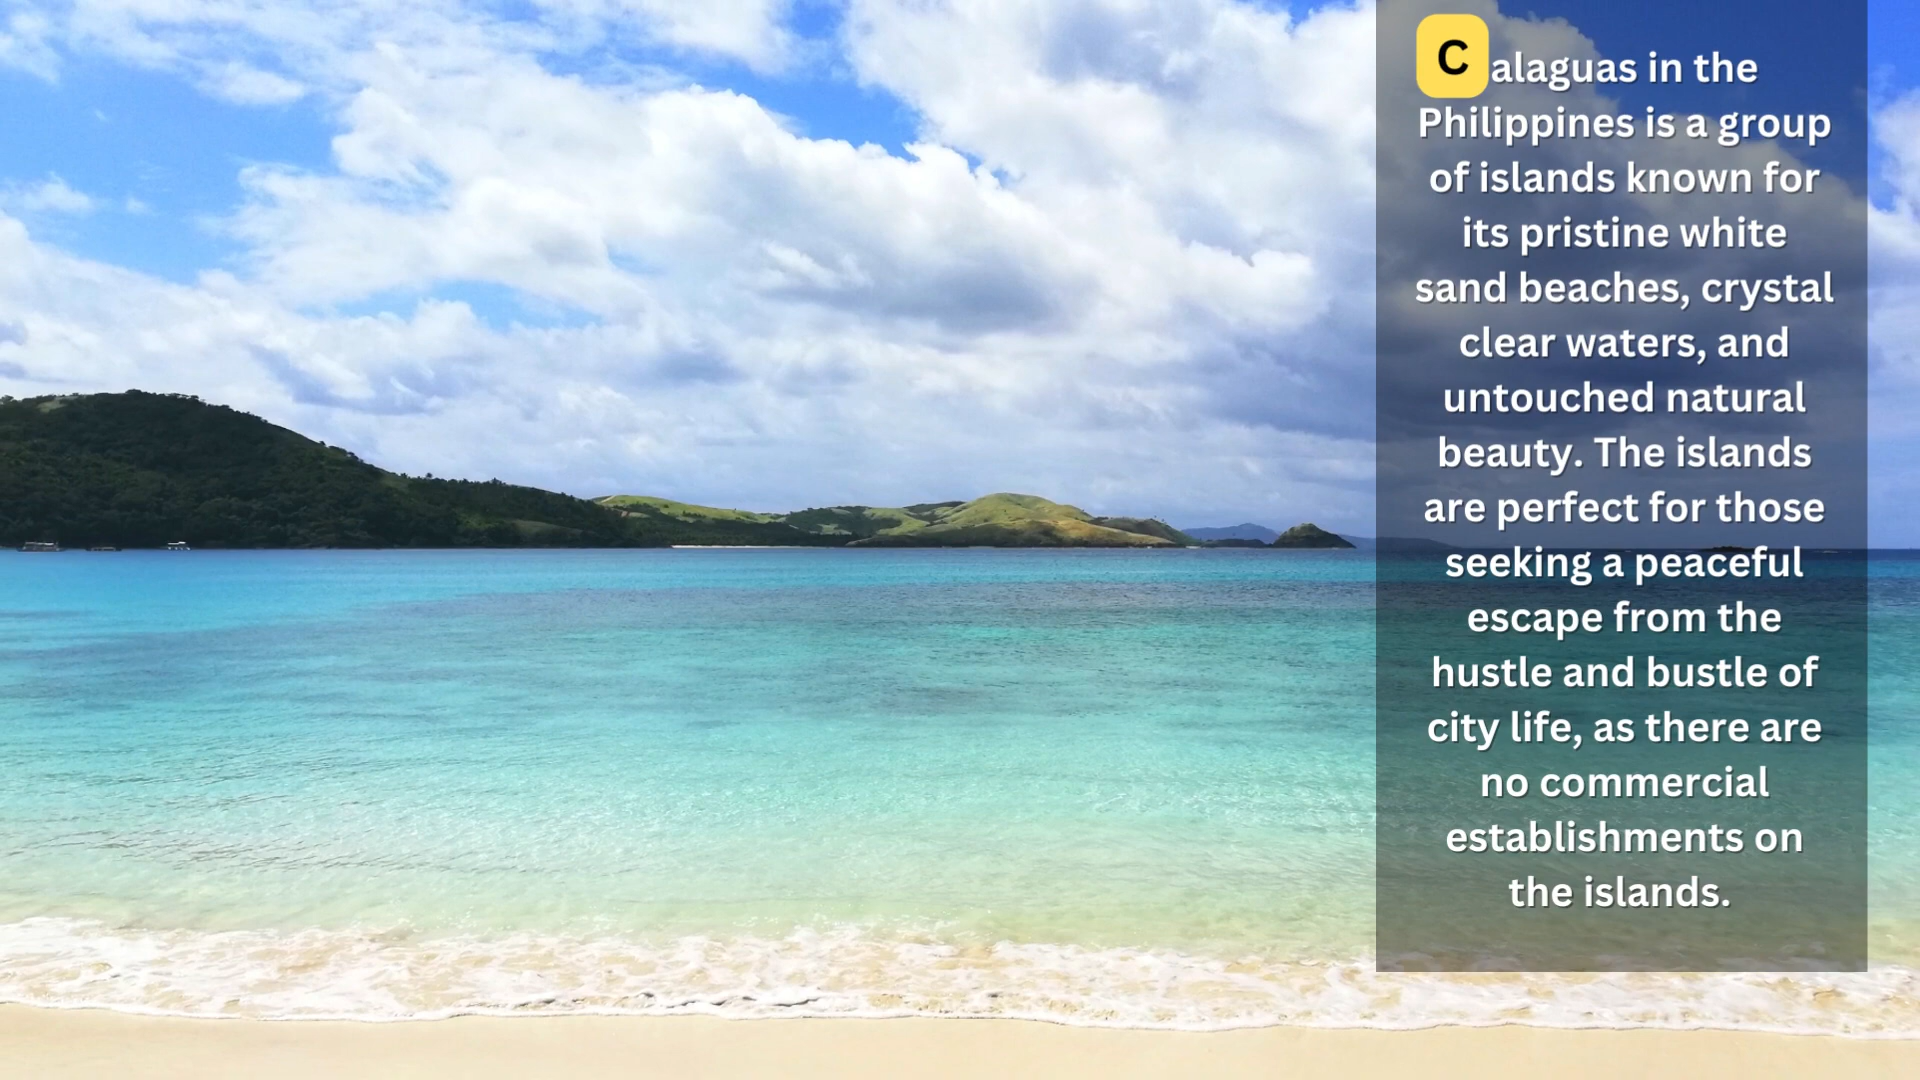 Calaguas in the
Philippines is a group
of islands known for
its pristine white
sand beaches, crystal
clear waters, and
untouched natural
beauty. The islands
are perfect for those
seeking a peaceful
escape from the
hustle and bustle of
city life, as there are
no commercial
establishments on
the islands.